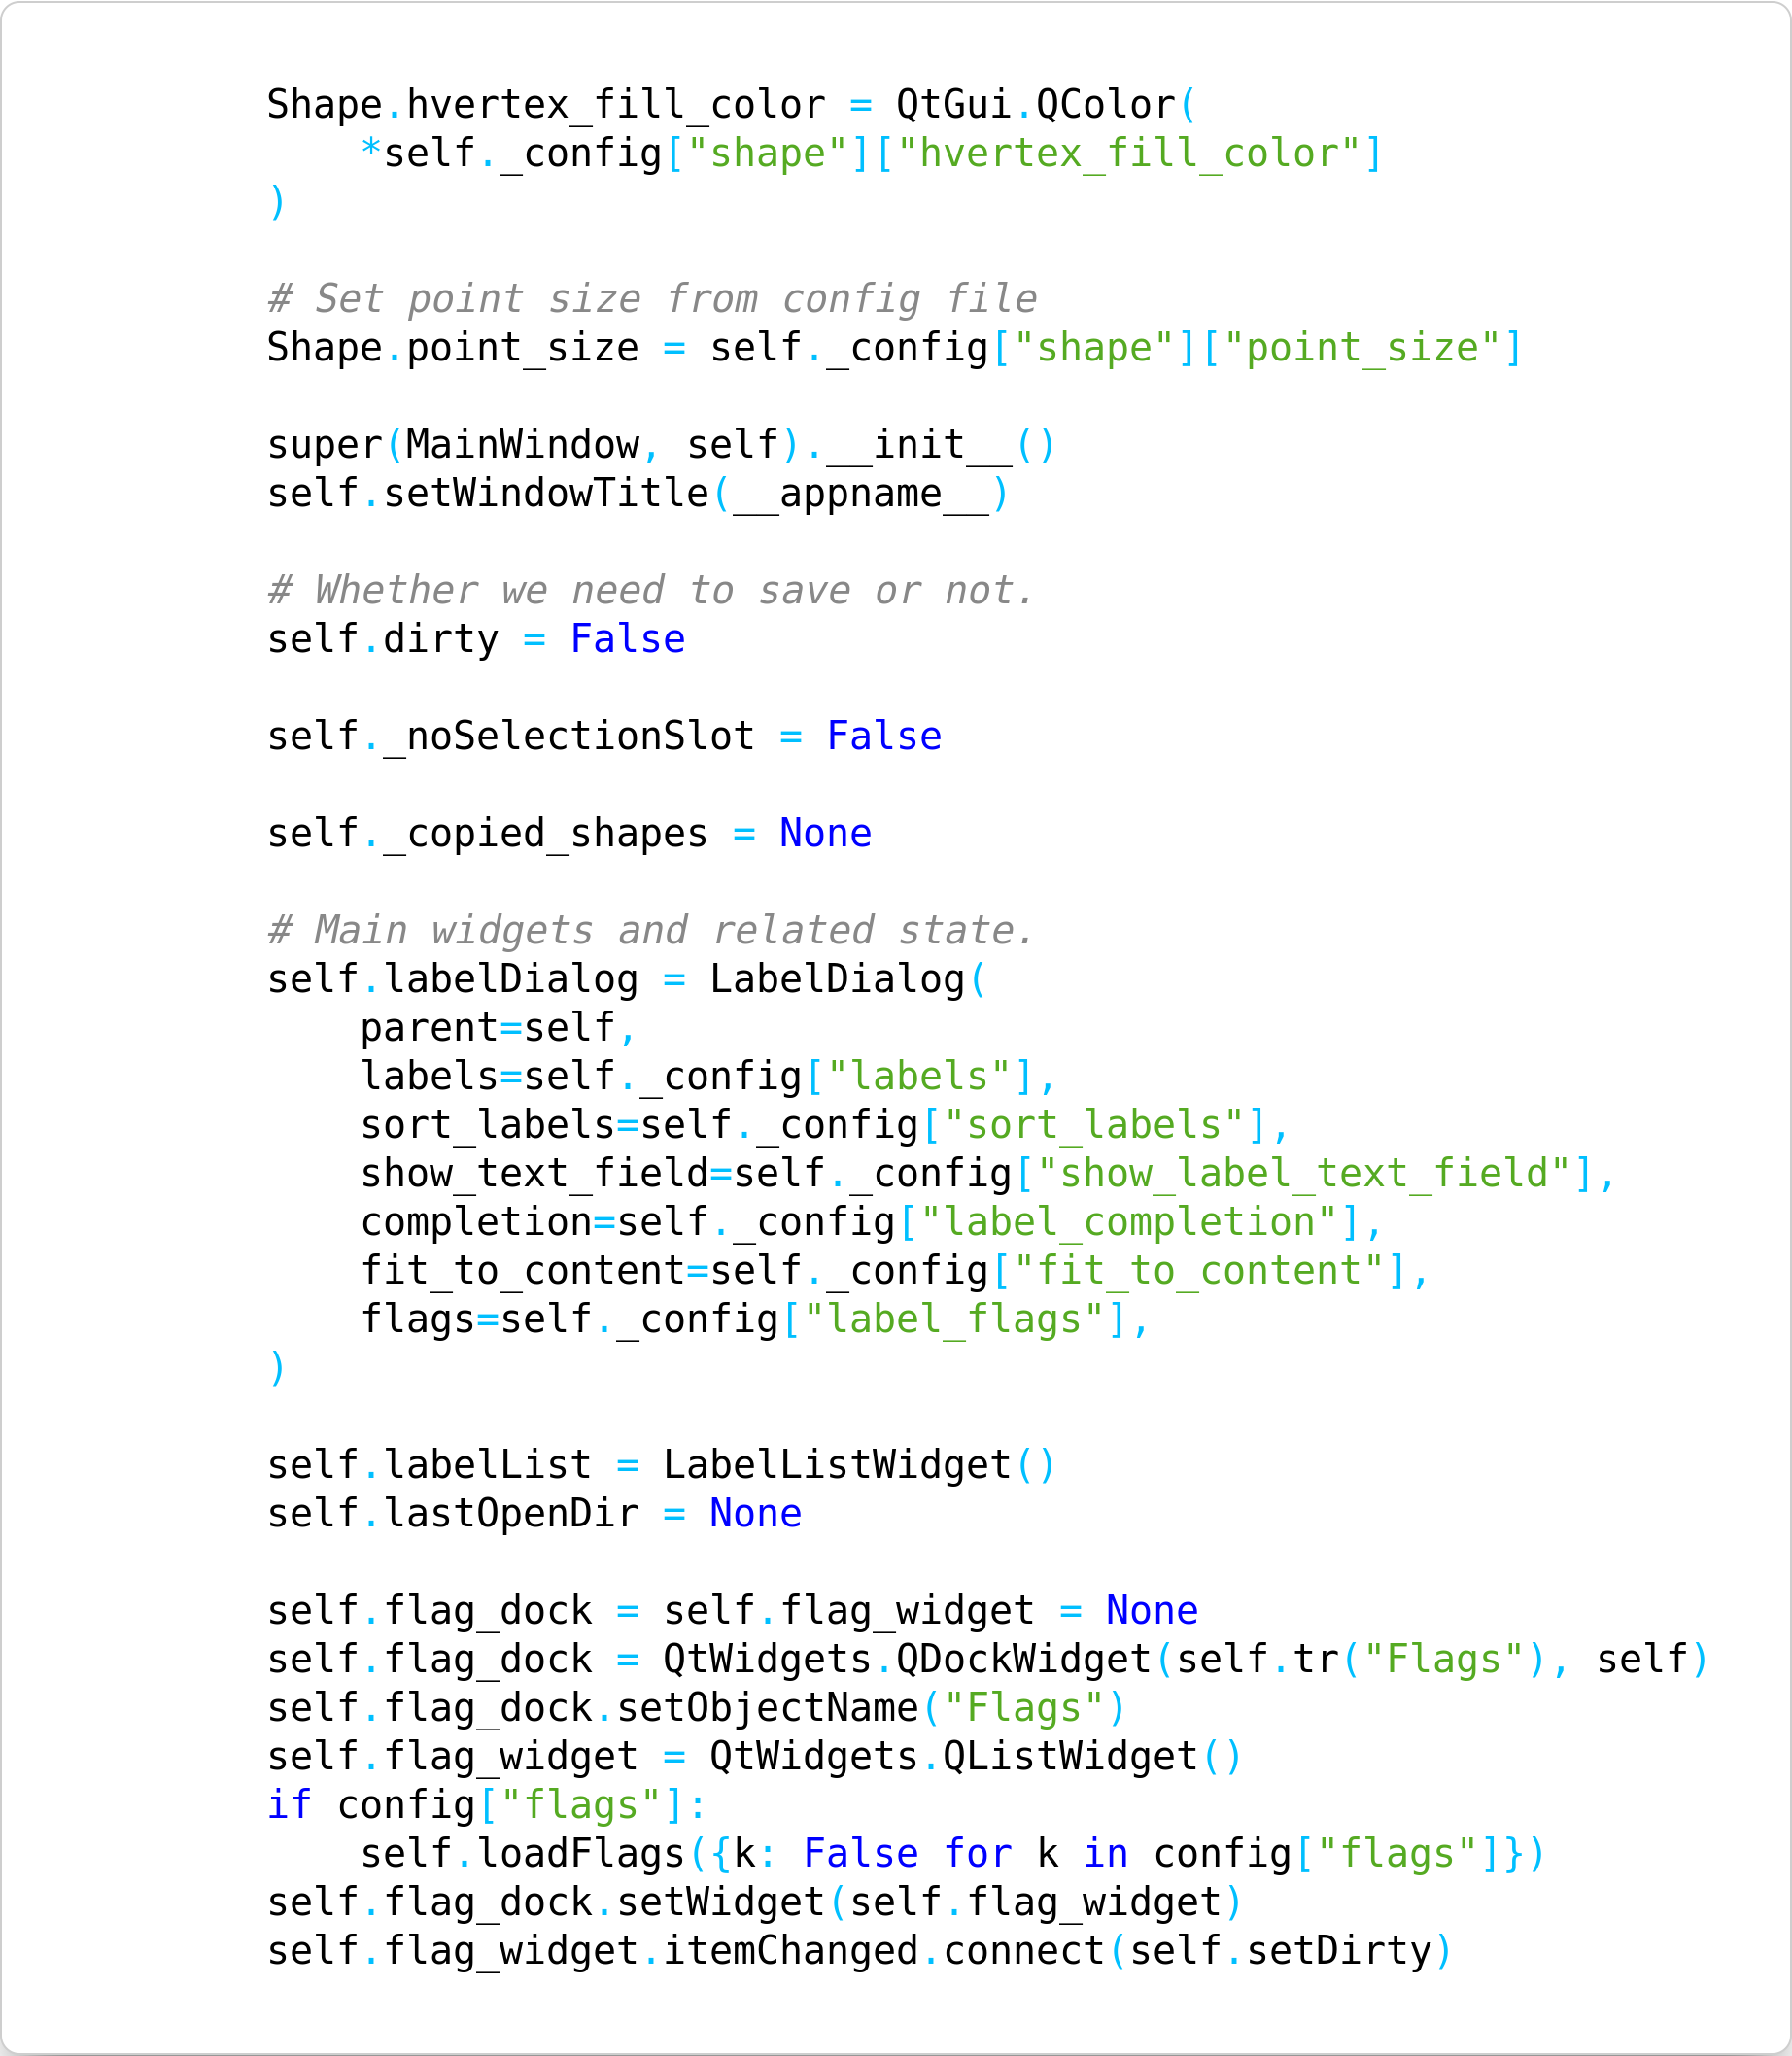 Shape.hvertex_fill_color = QtGui.QColor(
    *self._config["shape"]["hvertex_fill_color"]
)

# Set point size from config file
Shape.point_size = self._config["shape"]["point_size"]

super(MainWindow, self).__init__()
self.setWindowTitle(__appname__)

# Whether we need to save or not.
self.dirty = False

self._noSelectionSlot = False

self._copied_shapes = None

# Main widgets and related state.
self.labelDialog = LabelDialog(
    parent=self,
    labels=self._config["labels"],
    sort_labels=self._config["sort_labels"],
    show_text_field=self._config["show_label_text_field"],
    completion=self._config["label_completion"],
    fit_to_content=self._config["fit_to_content"],
    flags=self._config["label_flags"],
)

self.labelList = LabelListWidget()
self.lastOpenDir = None

self.flag_dock = self.flag_widget = None
self.flag_dock = QtWidgets.QDockWidget(self.tr("Flags"), self)
self.flag_dock.setObjectName("Flags")
self.flag_widget = QtWidgets.QListWidget()
if config["flags"]:
    self.loadFlags({k: False for k in config["flags"]})
self.flag_dock.setWidget(self.flag_widget)
self.flag_widget.itemChanged.connect(self.setDirty)